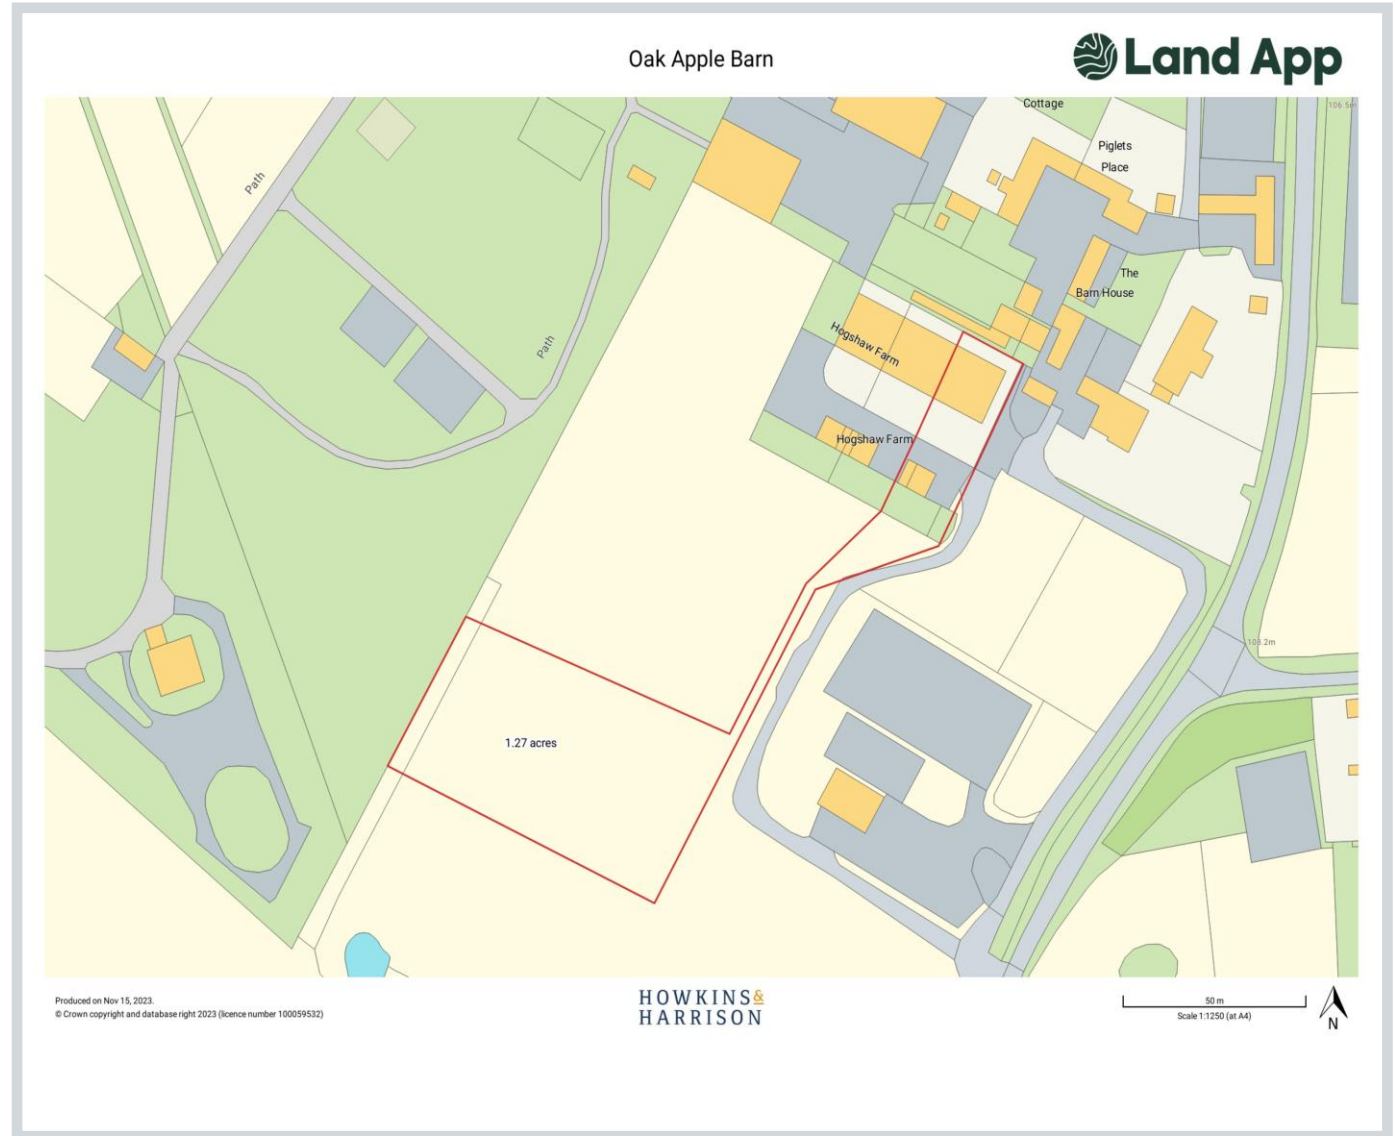 Oak Apple Barn
Land App
Cottage
106.5m
Piglets
Place
Path
The
Barn House
Hogshaw Farm
Path
Hogshaw Farm
108.2m
1.27 acres
Produced on Nov 15, 2023.
© Crown copyright and database right 2023 (licence number 100059532)
HOWKINS &
HARRISON
50 m
Scale 1:1250 (at A4)
N